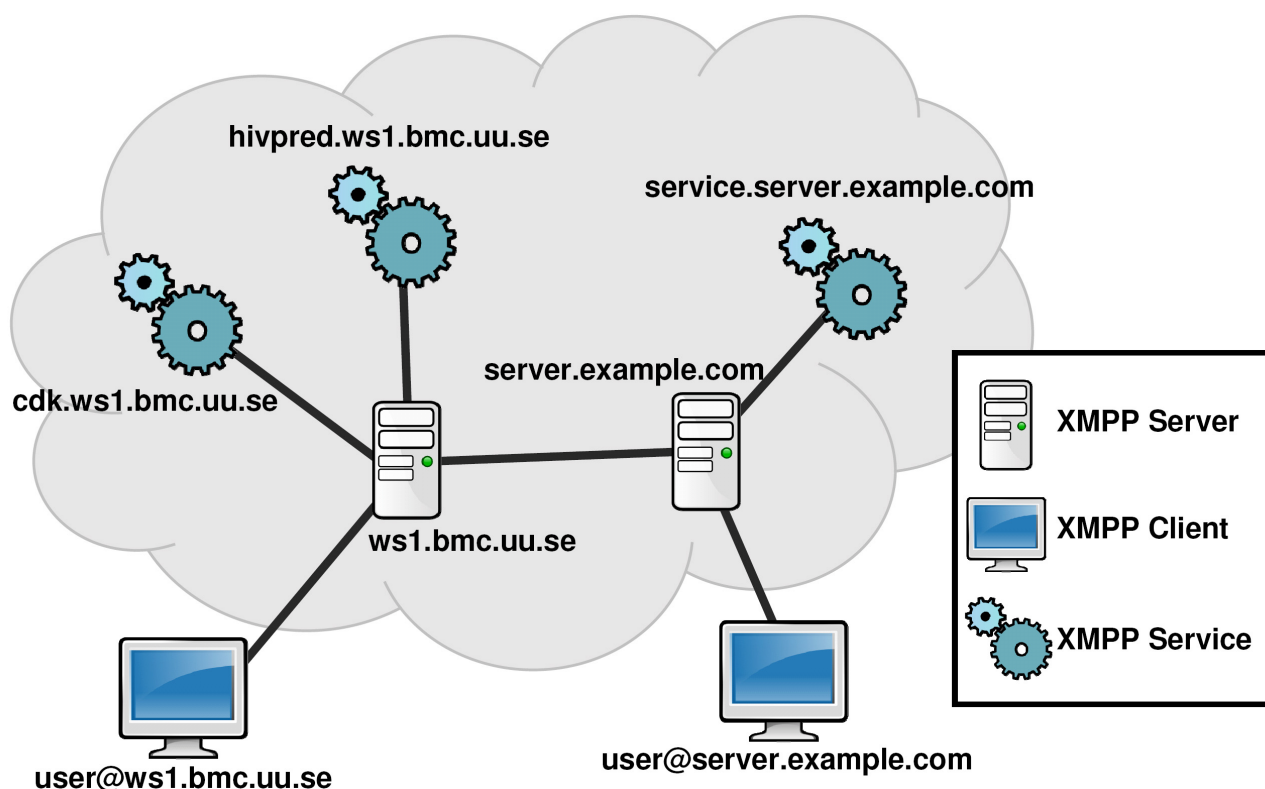 hivpred.ws1.bmc.uu.se
service.server.example.com
server.example.com
cdk.ws1.bmc.uu.se
ws1.bmc.uu.se
user@server.example.com
user@ws1.bmc.uu.se
XMPP Server
XMPP Client
XMPP Service